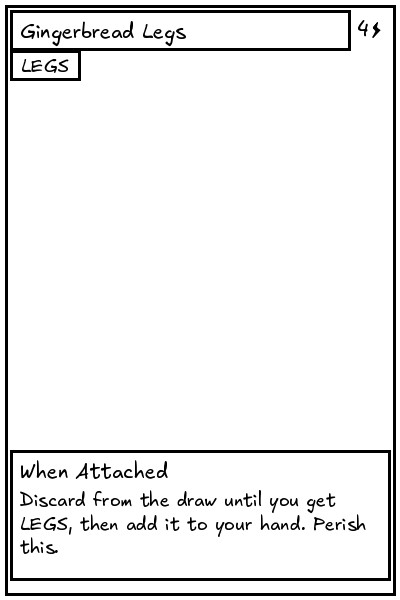 Gingerbread Legs
4⚡
LEGS
When Attached
Discard from the draw until you get
LEGS, then add it to your hand. Perish
this.